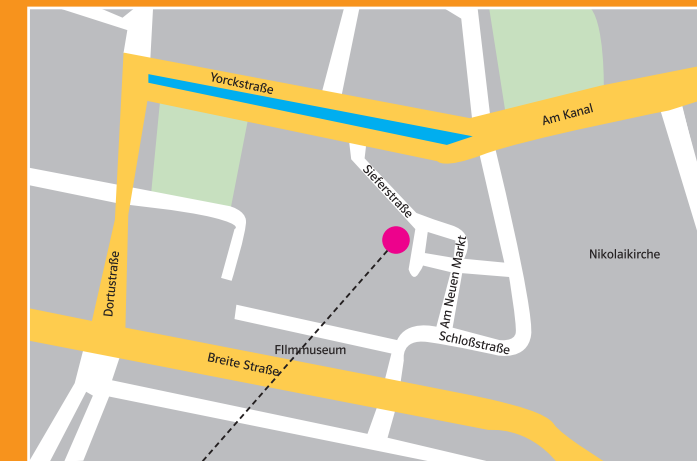 Yorckstraße
Am Kanal
Sieferstraße
Nikolaikirche
Am Neuen Markt
Dortustraße
Schloßstraße
FIlmmuseum
Breite Straße